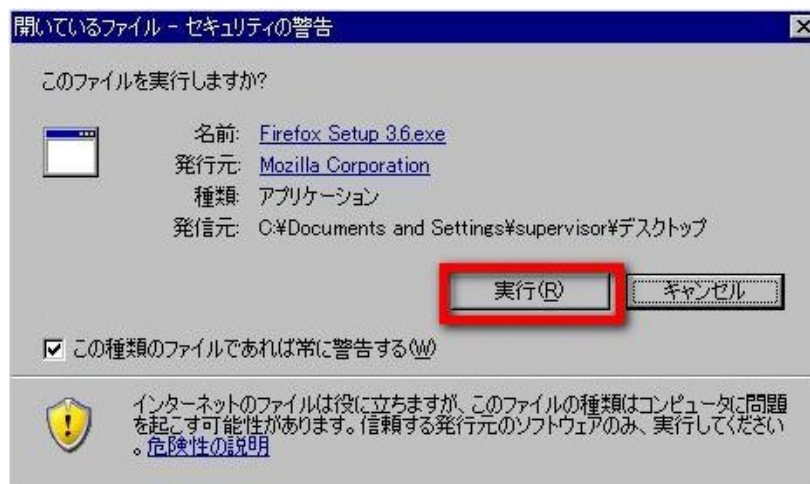 開いているファイル - セキュリティの警告
このファイルを実行しますか?
名前: Firefox Setup 3.6.exe
発行元: Mozilla Corporation
種類: アプリケーション
発信元: C:¥Documents and Settings¥supervisor¥デスクトップ
実行(R) キャンセル
この種類のファイルであれば常に警告する(W)
インターネットのファイルは役に立ちますが、このファイルの種類はコンピュータに問題
を起こす可能性があります。信頼する発行元のソフトウェアのみ、実行してください
。危険性の説明